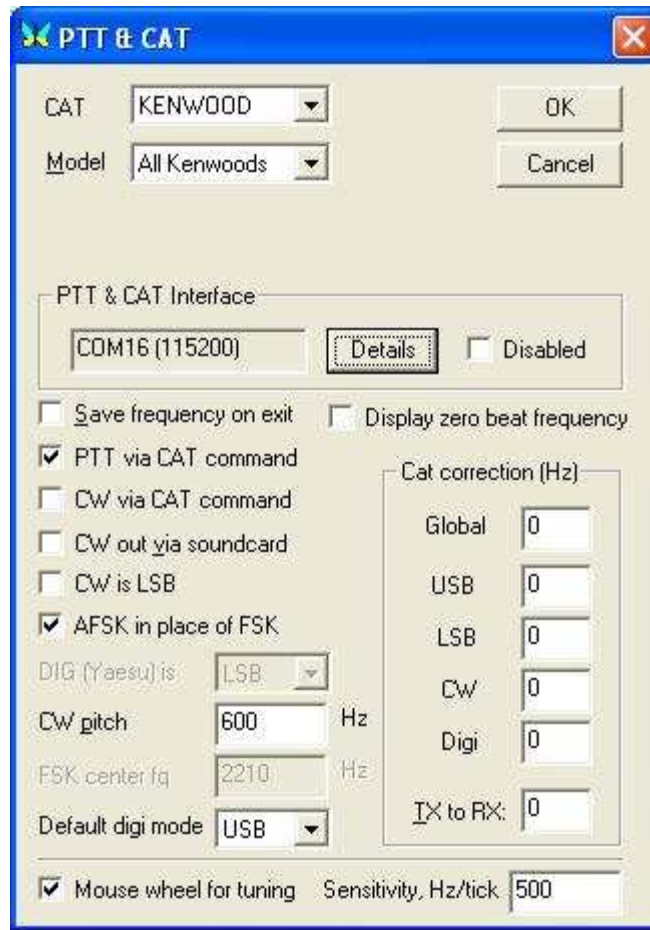 PTT & CAT
CAT KENWOOD OK
Model All Kenwoods Cancel
PTT & CAT Interface
COM16 (115200) Details Disabled
Save frequency on exit Display zero beat frequency
PTT via CAT command
CW via CAT command
CW out via soundcard
CW is LSB
AFSK in place of FSK
DIG (Yaesu) is LSB
CW pitch 600 Hz
FSK center fq 2210 Hz
Default digi mode USB
Cat correction (Hz)
Global 0
USB 0
LSB 0
CW 0
Digi 0
TX to RX: 0
Mouse wheel for tuning Sensitivity, Hz/tick 500